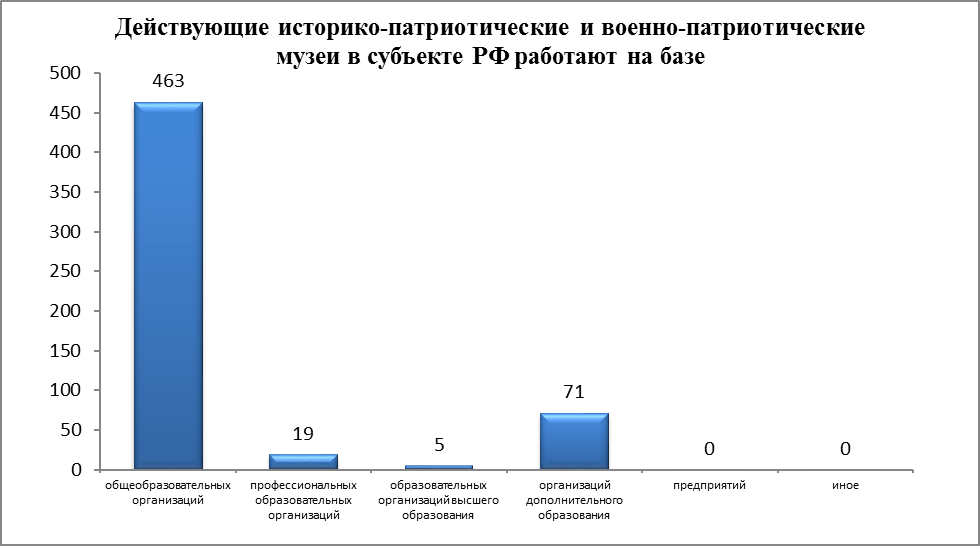 Действующие историко-патриотические и военно-патриотические
музеи в субъекте РФ работают на базе
500
450
400
350
300
250
200
150
100
50
0
463
19
5
71
0
0
общеобразовательных
организаций
профессиональных
образовательных
организаций
образовательных
организаций высшего
образования
организаций
дополнительного
образования
предприятий
иное